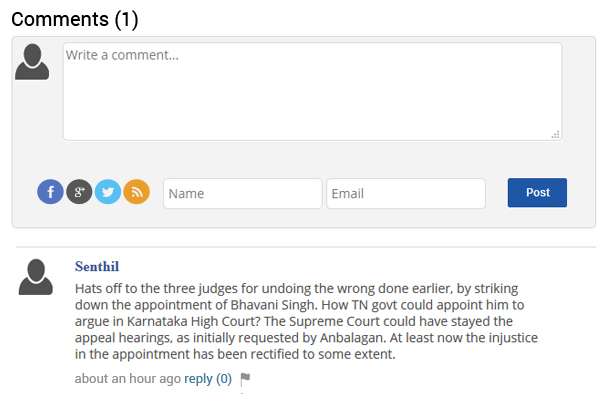 Comments (1)
Write a comment...
f g+ Name Email Post
Senthil
Hats off to the three judges for undoing the wrong done earlier, by striking
down the appointment of Bhavani Singh. How TN govt could appoint him to
argue in Karnataka High Court? The Supreme Court could have stayed the
appeal hearings, as initially requested by Anbalagan. At least now the injustice
in the appointment has been rectified to some extent.
about an hour ago reply (0)